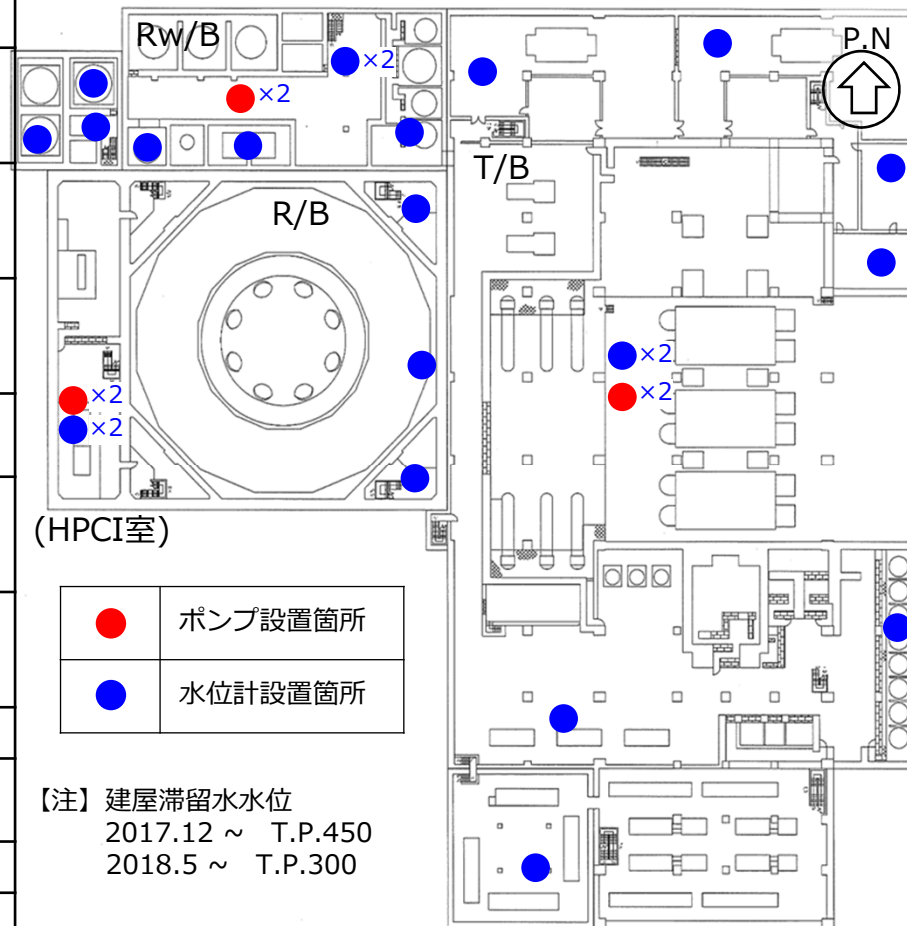 Rw/B
×2
×2
P.N
T/B
R/B
×2
×2
×2
×2
(HPCI室)
ポンプ設置箇所
水位計設置箇所
【注】建屋滞留水水位
2017.12 ~ T.P.450
2018.5 ~ T.P.300